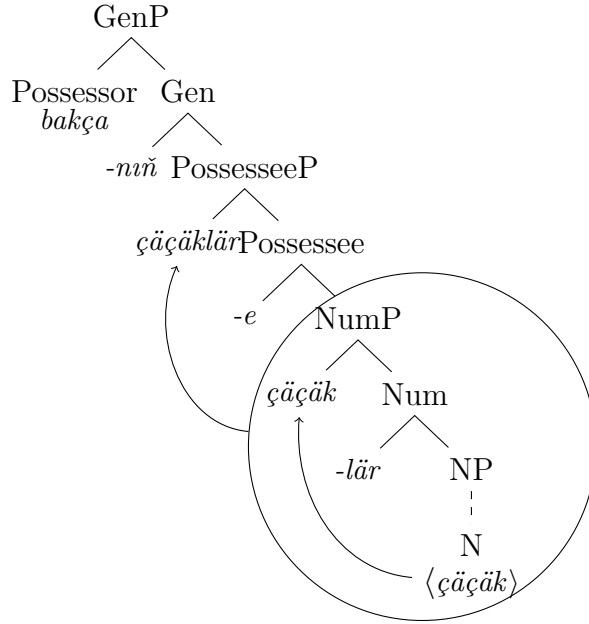 GenP
Possessor Gen
bakça
-nıň PossesseeP
çäçäklär Possessee
-e NumP
çäçäk Num
-lär NP
N
⟨çäçäk⟩